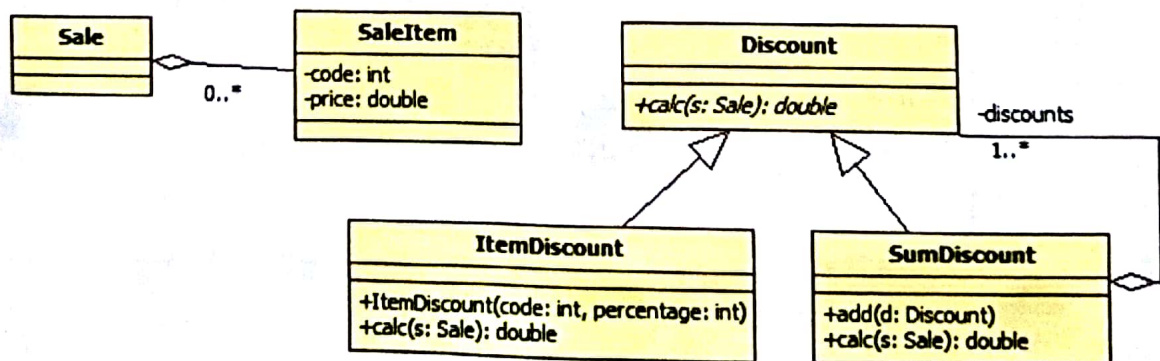 Sale
0..*
SaleItem
-code: int
-price: double
Discount
+calc(s: Sale): double
-discounts
1..*
ItemDiscount
+ItemDiscount(code: int, percentage: int)
+calc(s: Sale): double
SumDiscount
+add(d: Discount)
+calc(s: Sale): double